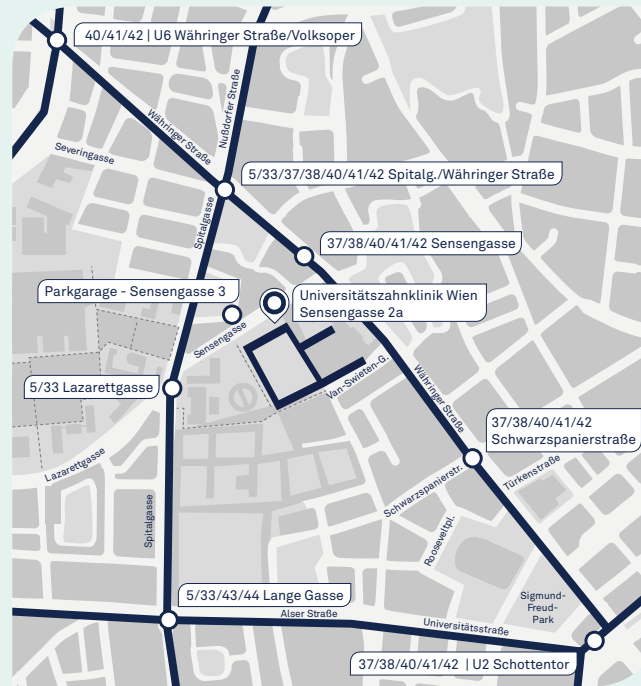 40/41/42 | U6 Währinger Straße/Volksoper
Nußdorfer Straße
Währinger Straße
Severingasse
5/33/37/38/40/41/42 Spitalg./Währinger Straße
Spitalgasse
37/38/40/41/42 Sensengasse
Parkgarage - Sensengasse 3
Universitätszahnklinik Wien
Sensengasse 2a
Sensengasse
Van-Swieten-G.
5/33 Lazarettgasse
Währinger Straße
37/38/40/41/42
Schwarzspanierstraße
Lazarettgasse
Schwarzspanierstr.
Türkenstraße
Spitalgasse
Rooseveltpl.
5/33/43/44 Lange Gasse
Alser Straße
Universitätsstraße
Sigmund-
Freud-
Park
37/38/40/41/42 | U2 Schottentor